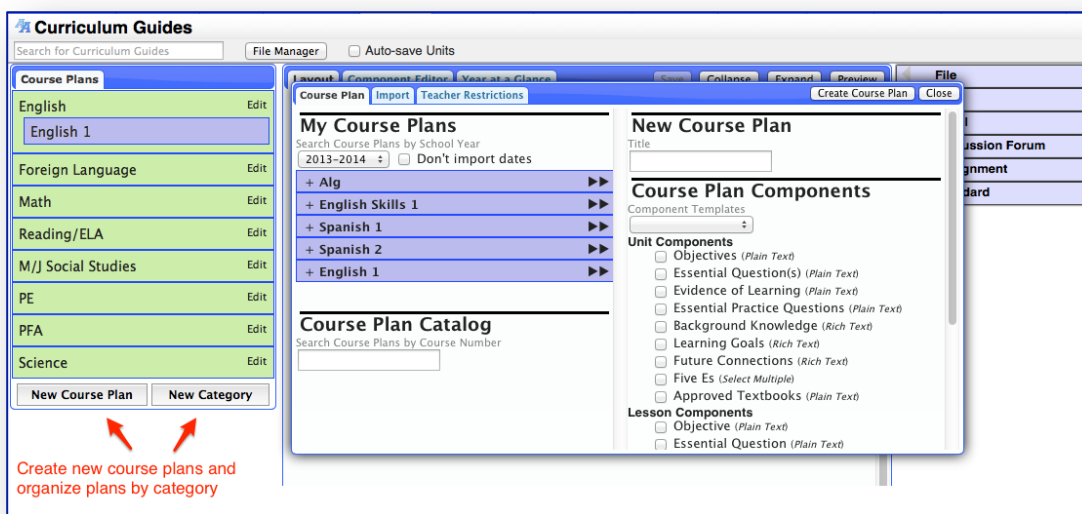 Curriculum Guides
Search for Curriculum Guides File Manager Auto-save Units
Course Plans
English Edit
English 1
Foreign Language Edit
Math Edit
Reading/ELA Edit
M/J Social Studies Edit
PE Edit
PFA Edit
Science Edit
New Course Plan New Category
Create new course plans and
organize plans by category
Layout Component Editor Year at a Glance Save Collapse Expand Preview
Course Plan Import Teacher Restrictions Create Course Plan Close
My Course Plans
Search Course Plans by School Year
2013-2014 Don't import dates
+ Alg
+ English Skills 1
+ Spanish 1
+ Spanish 2
+ English 1
Course Plan Catalog
Search Course Plans by Course Number
New Course Plan
Title
Course Plan Components
Component Templates
Unit Components
Objectives (Plain Text)
Essential Question(s) (Plain Text)
Evidence of Learning (Plain Text)
Essential Practice Questions (Plain Text)
Background Knowledge (Rich Text)
Learning Goals (Rich Text)
Future Connections (Rich Text)
Five Es (Select Multiple)
Approved Textbooks (Plain Text)
Lesson Components
Objective (Plain Text)
Essential Question (Plain Text)
File
ussion Forum
gnment
dard